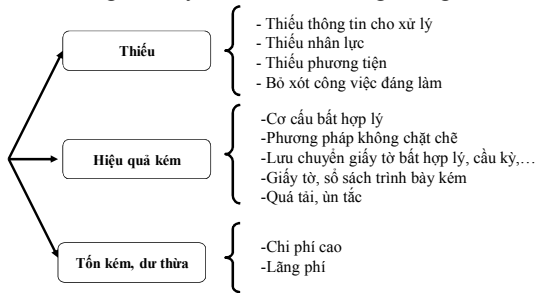 Thiếu
- Thiếu thông tin cho xử lý
- Thiếu nhân lực
- Thiếu phương tiện
- Bỏ xót công việc đáng làm
Hiệu quả kém
-Cơ cấu bất hợp lý
-Phương pháp không chặt chẽ
-Lưu chuyển giấy tờ bất hợp lý, cầu kỳ,…
-Giấy tờ, sổ sách trình bày kém
-Quá tải, ùn tắc
Tốn kém, dư thừa
-Chi phí cao
-Lãng phí